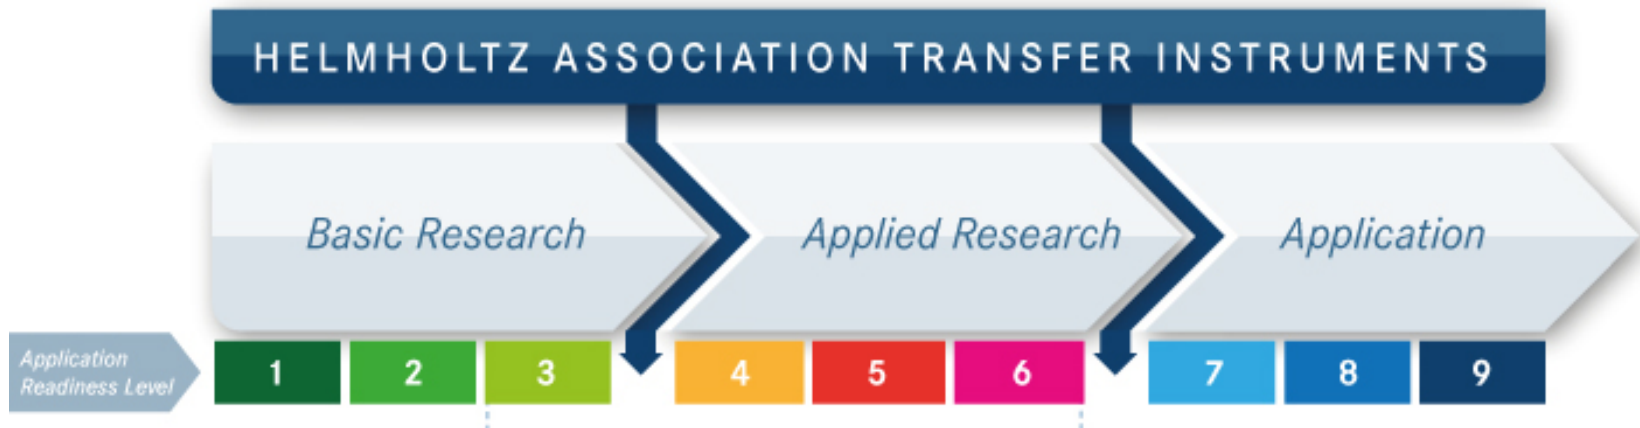 HELMHOLTZ ASSOCIATION TRANSFER INSTRUMENTS
Basic Research
Applied Research
Application
Application
Readiness Level
1
2
3
4
5
6
7
8
9